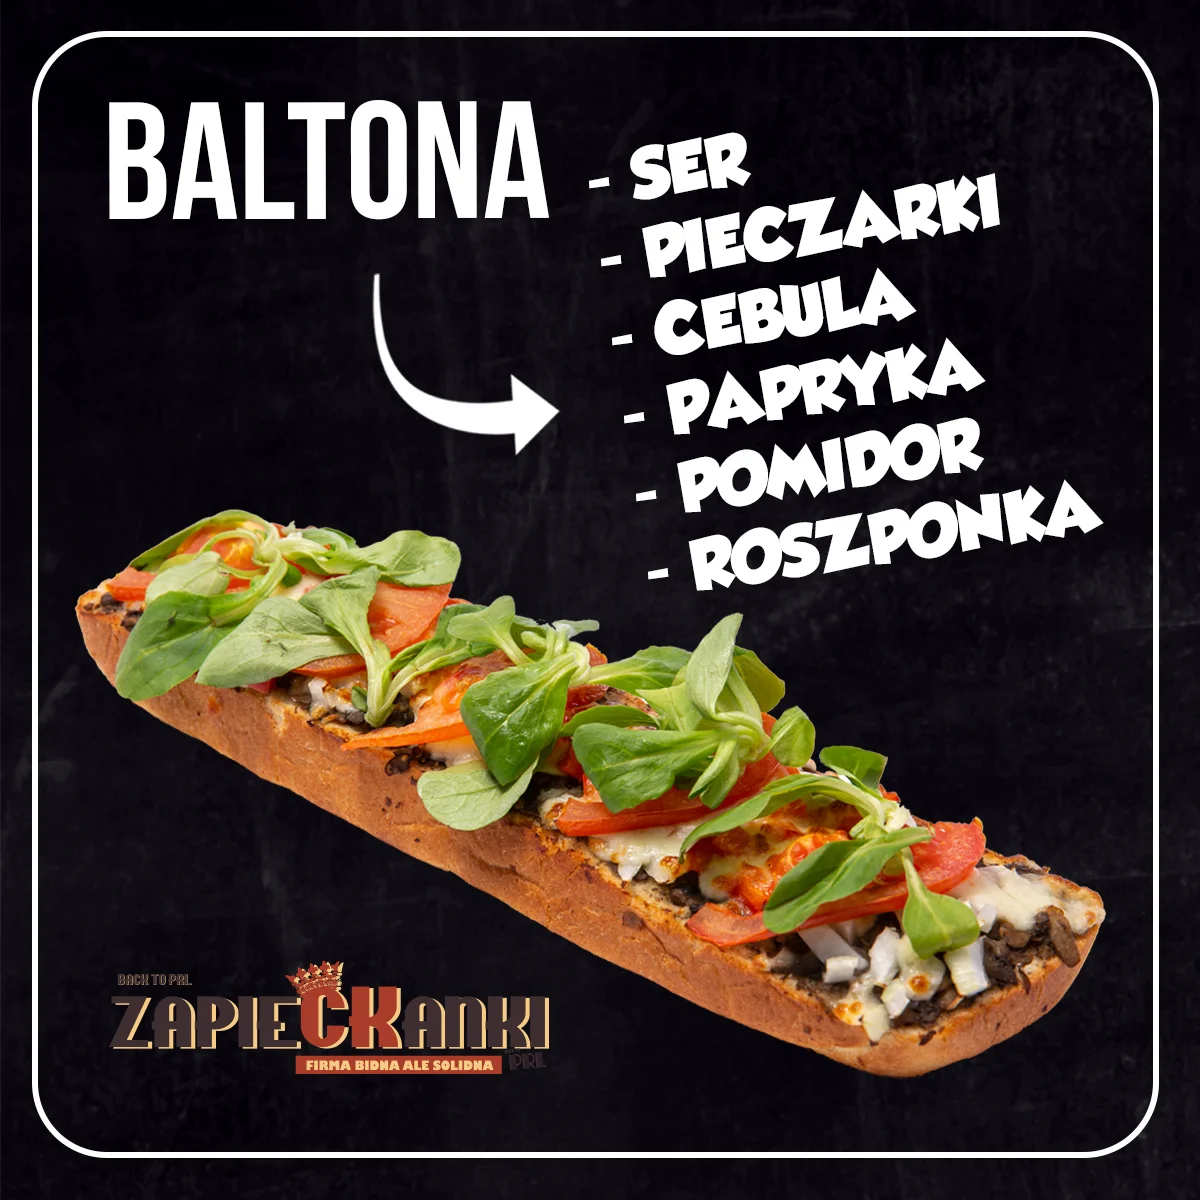 BALTONA
- SER
- PIECZARKI
- CEBULA
- PAPRYKA
- POMIDOR
- ROSZPONKA
BACK TO PRL
ZAPIECKANKI
PRL
FIRMA BIDNA ALE SOLIDNA